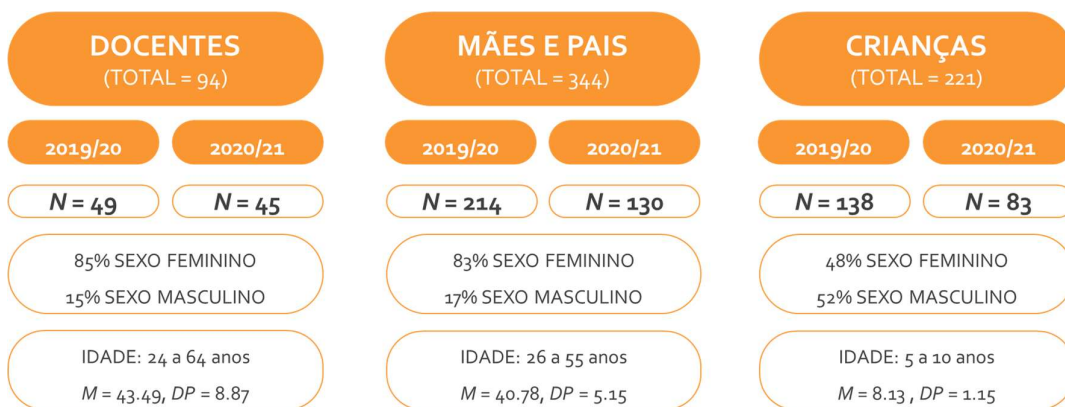 DOCENTES
(TOTAL = 94)
2019/20
2020/21
N = 49
N = 45
85% SEXO FEMININO
15% SEXO MASCULINO
IDADE: 24 a 64 anos
M = 43.49, DP = 8.87
MÃES E PAIS
(TOTAL = 344)
2019/20
2020/21
N = 214
N = 130
83% SEXO FEMININO
17% SEXO MASCULINO
IDADE: 26 a 55 anos
M = 40.78, DP = 5.15
CRIANÇAS
(TOTAL = 221)
2019/20
2020/21
N = 138
N = 83
48% SEXO FEMININO
52% SEXO MASCULINO
IDADE: 5 a 10 anos
M = 8.13 , DP = 1.15